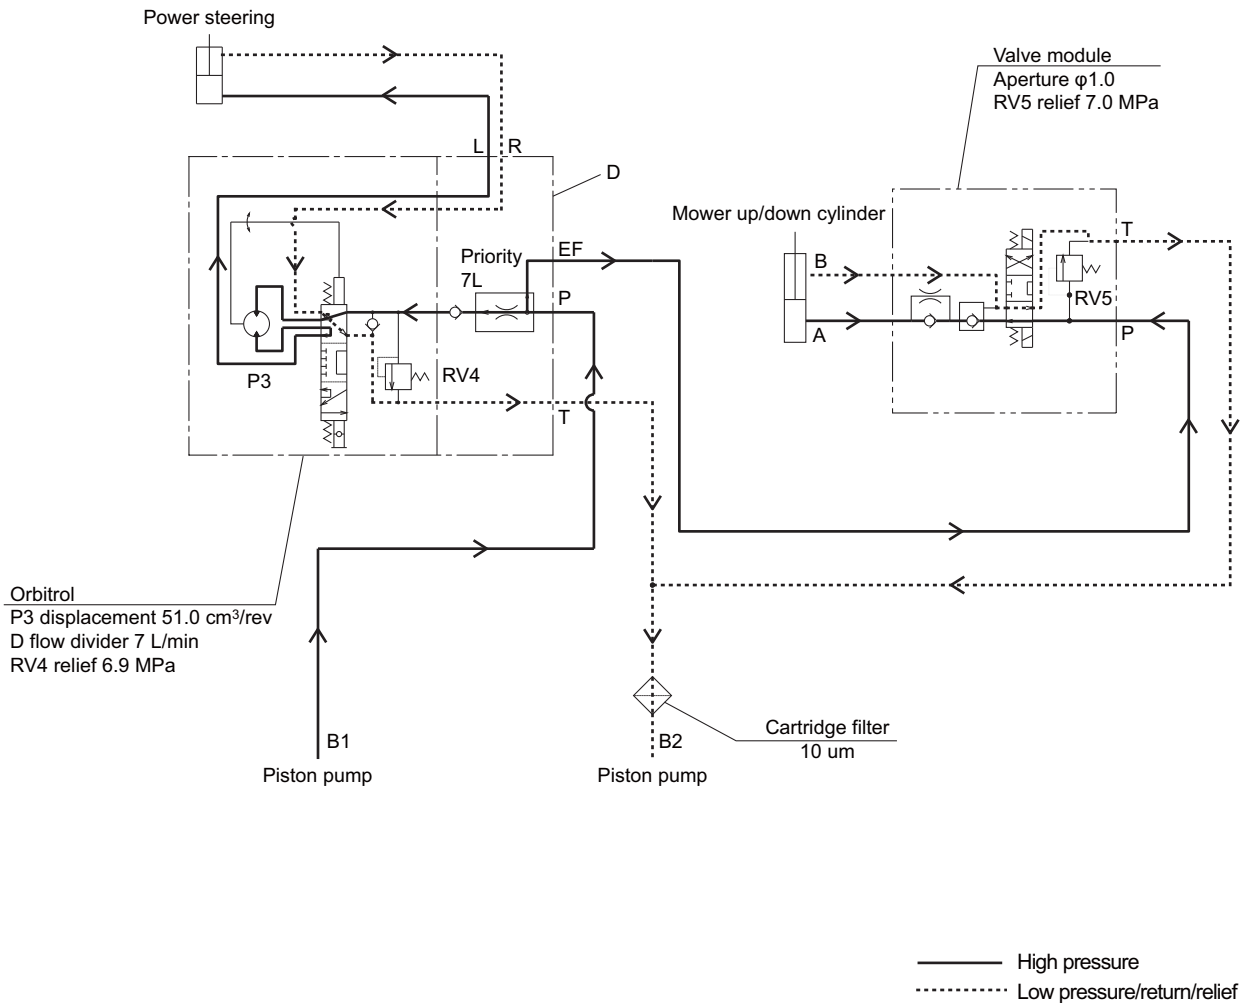 Power steering
Valve module
Aperture φ1.0
RV5 relief 7.0 MPa
L
R
D
Mower up/down cylinder
T
Priority
7L
EF
B
P
RV5
A
P
P3
RV4
T
Orbitrol
P3 displacement 51.0 cm³/rev
D flow divider 7 L/min
RV4 relief 6.9 MPa
B1
Piston pump
B2
Piston pump
Cartridge filter
10 um
High pressure
Low pressure/return/relief